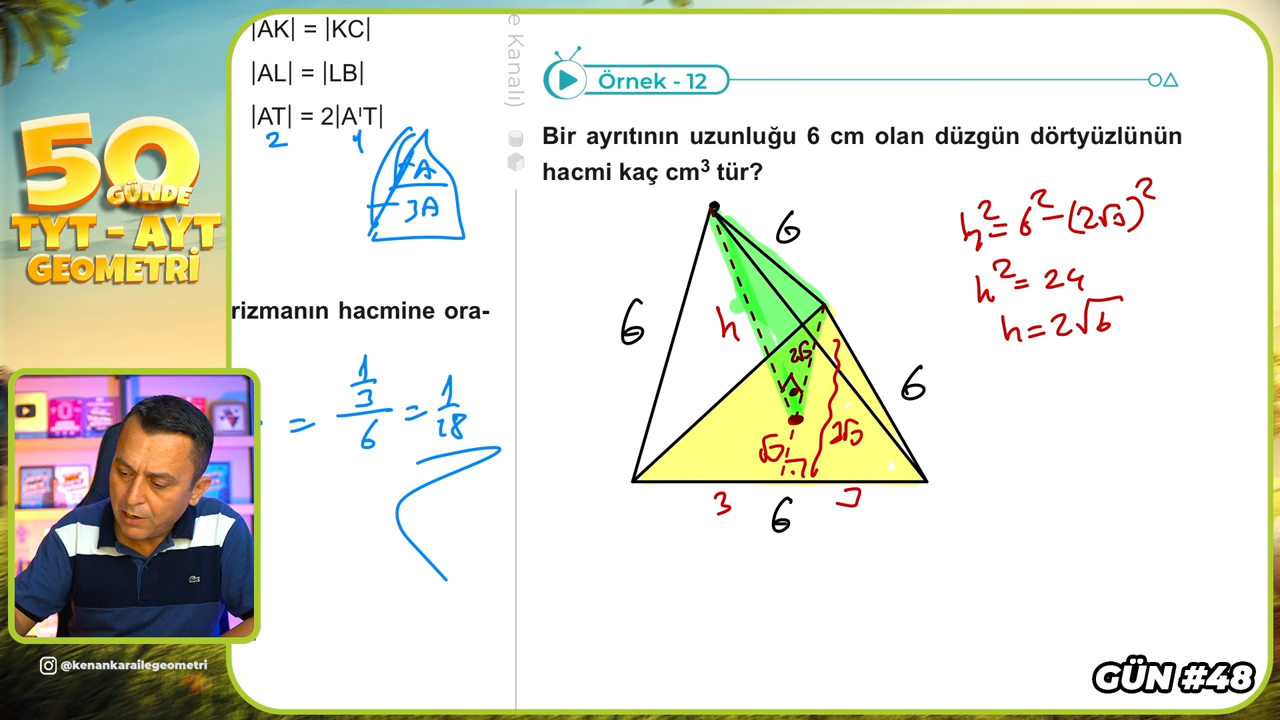 |AK| = |KC|
|AL| = |LB|
|AT| = 2|A'T|
2
A
3A
rizmanın hacmine ora-
= 1/3 / 6 = 1/18
e Kanalı)
Örnek - 12
Bir ayrıtının uzunluğu 6 cm olan düzgün dörtyüzlünün
hacmi kaç cm³ tür?
6
6
h
6
√3
3
6
h² = 6² - (2√3)²
h² = 24
h = 2√6
50
GÜNDE
TYT - AYT
GEOMETRİ
@kenankarailegeometri
GÜN #48